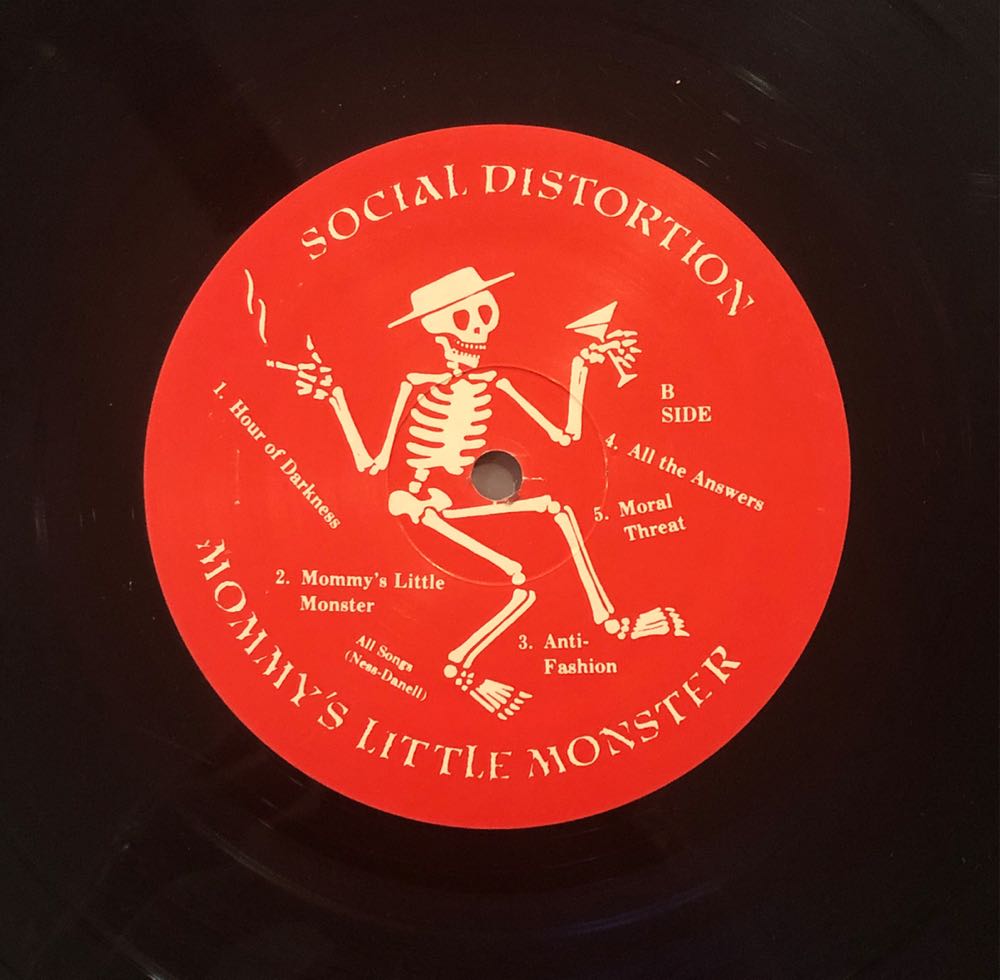 SOCIAL DISTORTION
B
SIDE
1. Hour of Darkness
2. Mommy's Little
Monster
All Songs
(Ness-Danell)
3. Anti-
Fashion
4. All the Answers
5. Moral
Threat
MOMMY'S LITTLE MONSTER